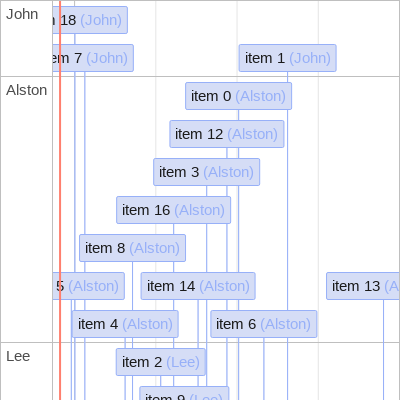 John
18 (John)
7 (John)
item 1 (John)
Alston
item 0 (Alston)
item 12 (Alston)
item 3 (Alston)
item 16 (Alston)
item 8 (Alston)
5 (Alston)
item 14 (Alston)
item 13
item 4 (Alston)
item 6 (Alston)
Lee
item 2 (Lee)
item 9 (Lee)